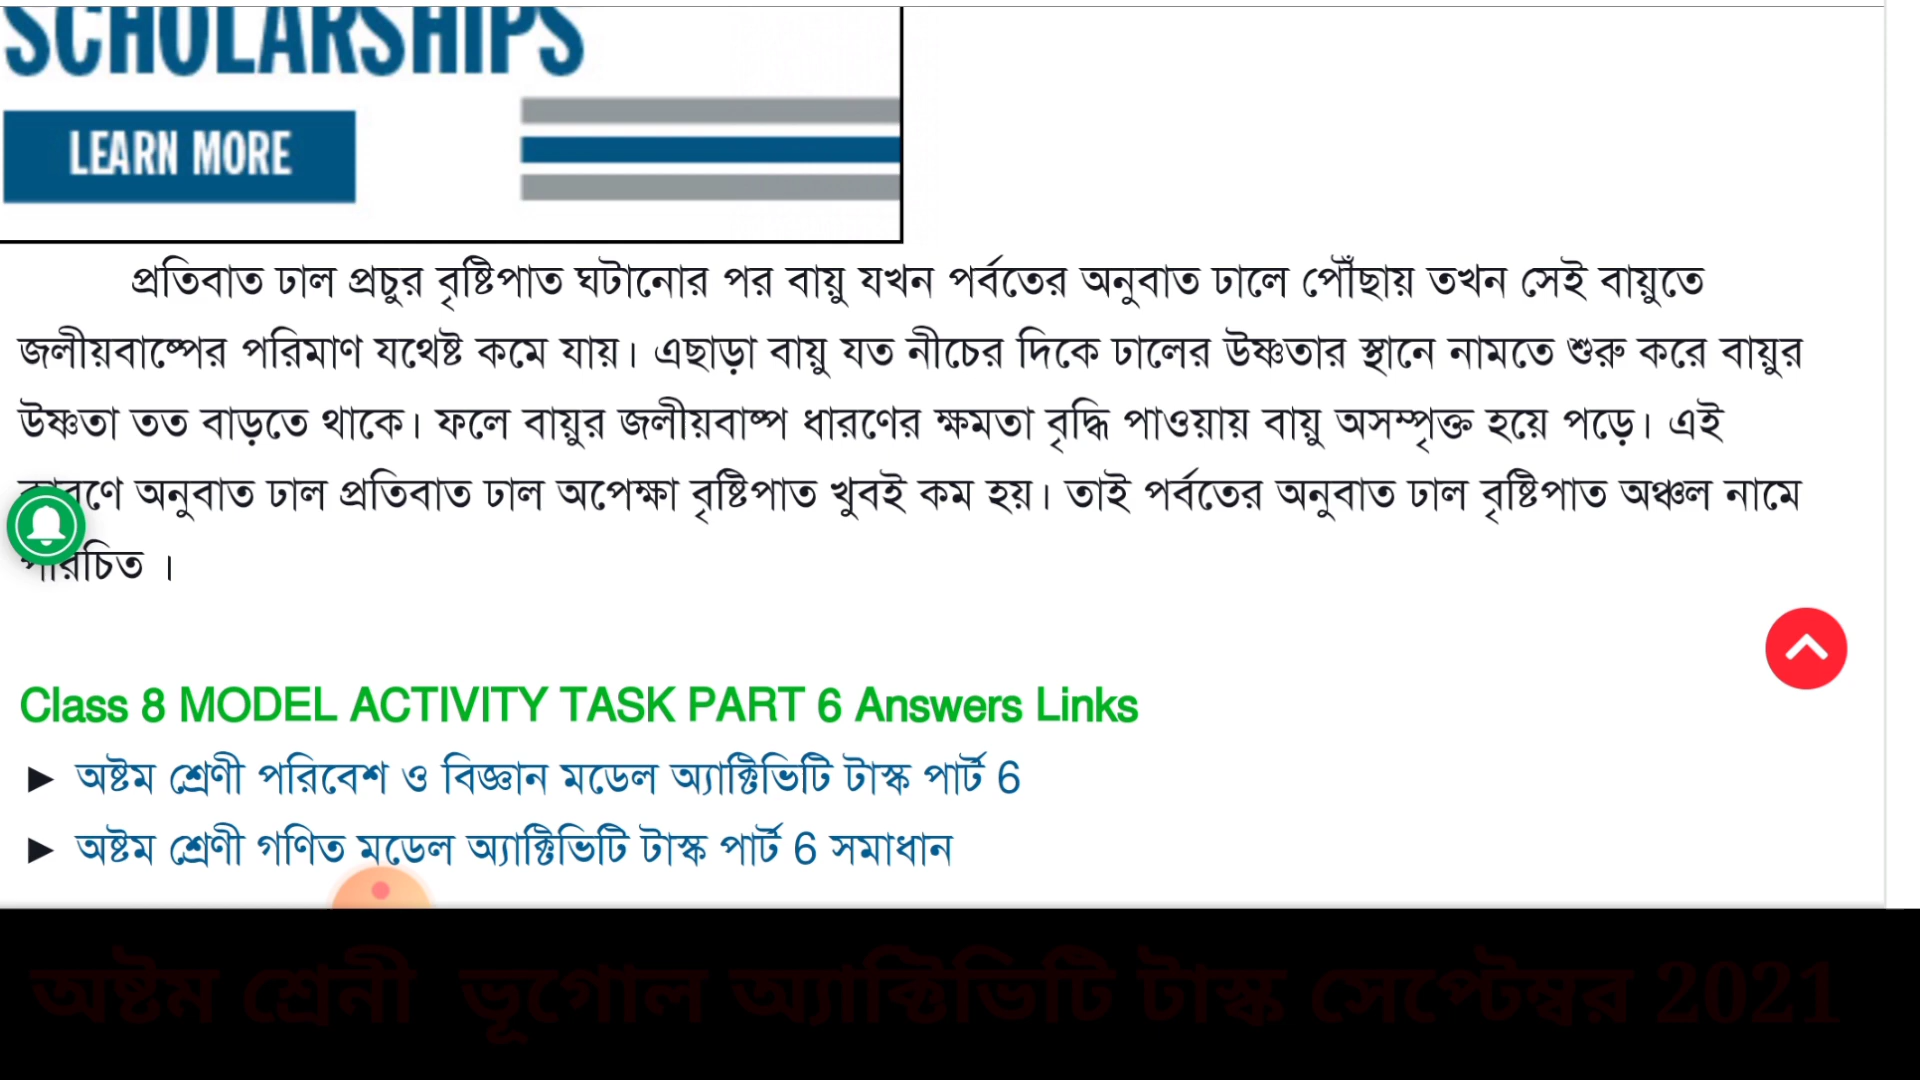 SCHOLARSHIPS
LEARN MORE
প্রতিবাত ঢাল প্রচুর বৃষ্টিপাত ঘটানোর পর বায়ু যখন পর্বতের অনুবাত ঢালে পৌঁছায় তখন সেই বায়ুতে
জলীয়বাষ্পের পরিমাণ যথেষ্ট কমে যায়। এছাড়া বায়ু যত নীচের দিকে ঢালের উষ্ণতার স্থানে নামতে শুরু করে বায়ুর
উষ্ণতা তত বাড়তে থাকে। ফলে বায়ুর জলীয়বাষ্প ধারণের ক্ষমতা বৃদ্ধি পাওয়ায় বায়ু অসম্পৃক্ত হয়ে পড়ে। এই
কারণে অনুবাত ঢাল প্রতিবাত ঢাল অপেক্ষা বৃষ্টিপাত খুবই কম হয়। তাই পর্বতের অনুবাত ঢাল বৃষ্টিপাত অঞ্চল নামে
পরিচিত ।
Class 8 MODEL ACTIVITY TASK PART 6 Answers Links
► অষ্টম শ্রেণী পরিবেশ ও বিজ্ঞান মডেল অ্যাক্টিভিটি টাস্ক পার্ট 6
► অষ্টম শ্রেণী গণিত মডেল অ্যাক্টিভিটি টাস্ক পার্ট 6 সমাধান
অষ্টম শ্রেনী ভূগোল অ্যাক্টিভিটি টাস্ক সেপ্টেম্বর 2021